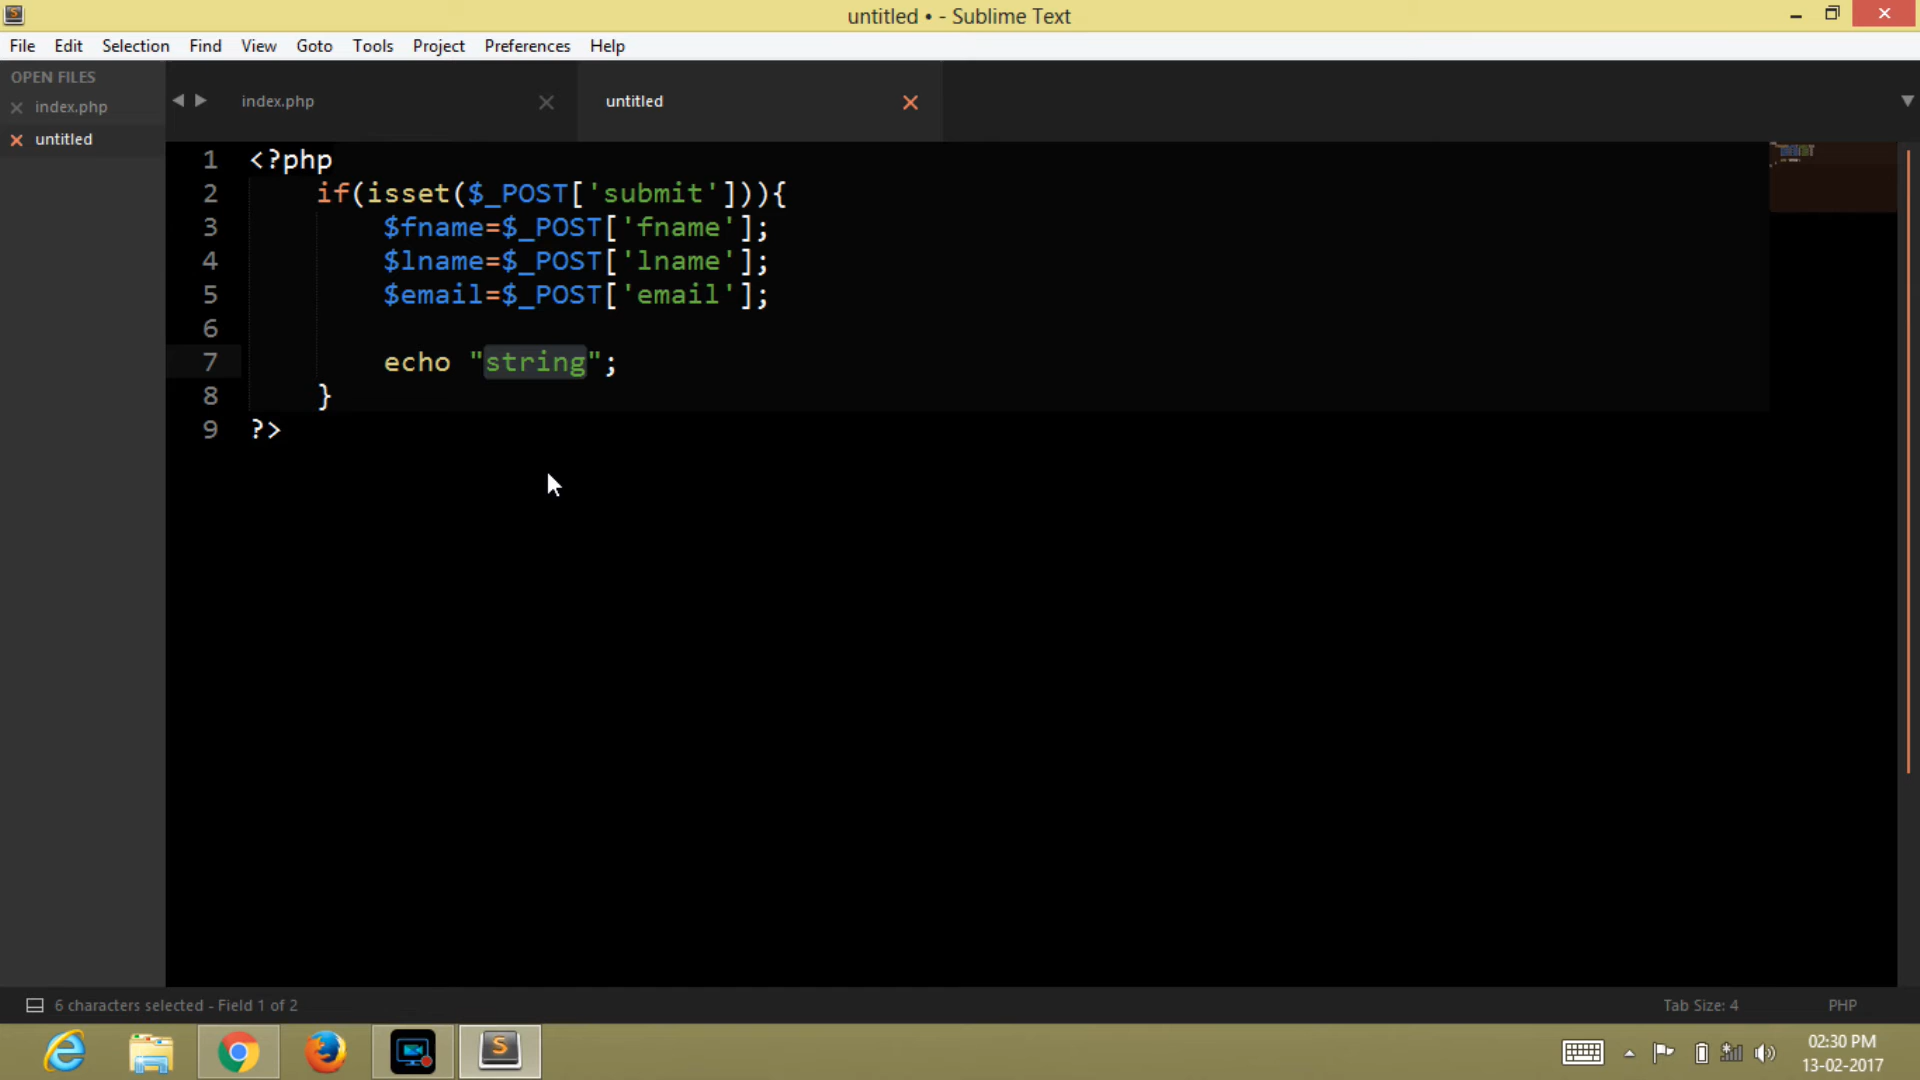 untitled • - Sublime Text
File Edit Selection Find View Goto Tools Project Preferences Help
OPEN FILES
index.php
untitled
index.php
untitled
1 <?php
2 if(isset($_POST['submit'])){
3 $fname=$_POST['fname'];
4 $lname=$_POST['lname'];
5 $email=$_POST['email'];
6
7 echo "string";
8 }
9 ?>
6 characters selected - Field 1 of 2
Tab Size: 4
PHP
02:30 PM
13-02-2017